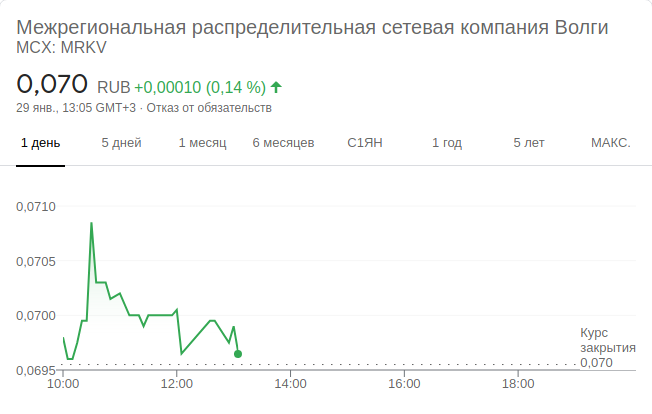 Межрегиональная распределительная сетевая компания Волги
MCX: MRKV
0,070 RUB +0,00010 (0,14 %)
29 янв., 13:05 GMT+3 · Отказ от обязательств
1 день 5 дней 1 месяц 6 месяцев С1ЯН 1 год 5 лет МАКС.
0,0710
0,0705
0,0700
0,0695
Курс
закрытия
0,070
10:00 12:00 14:00 16:00 18:00